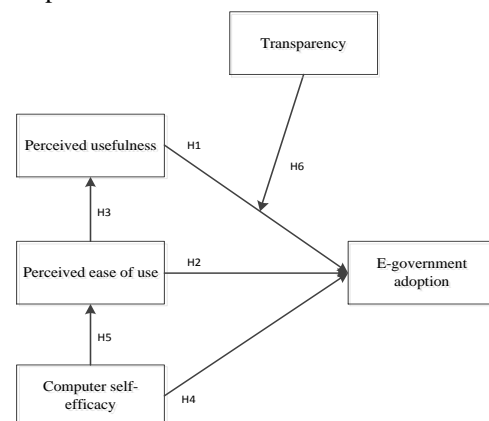 Transparency
Perceived usefulness
H1
H6
H3
Perceived ease of use
H2
E-government
adoption
H5
Computer self-
efficacy
H4